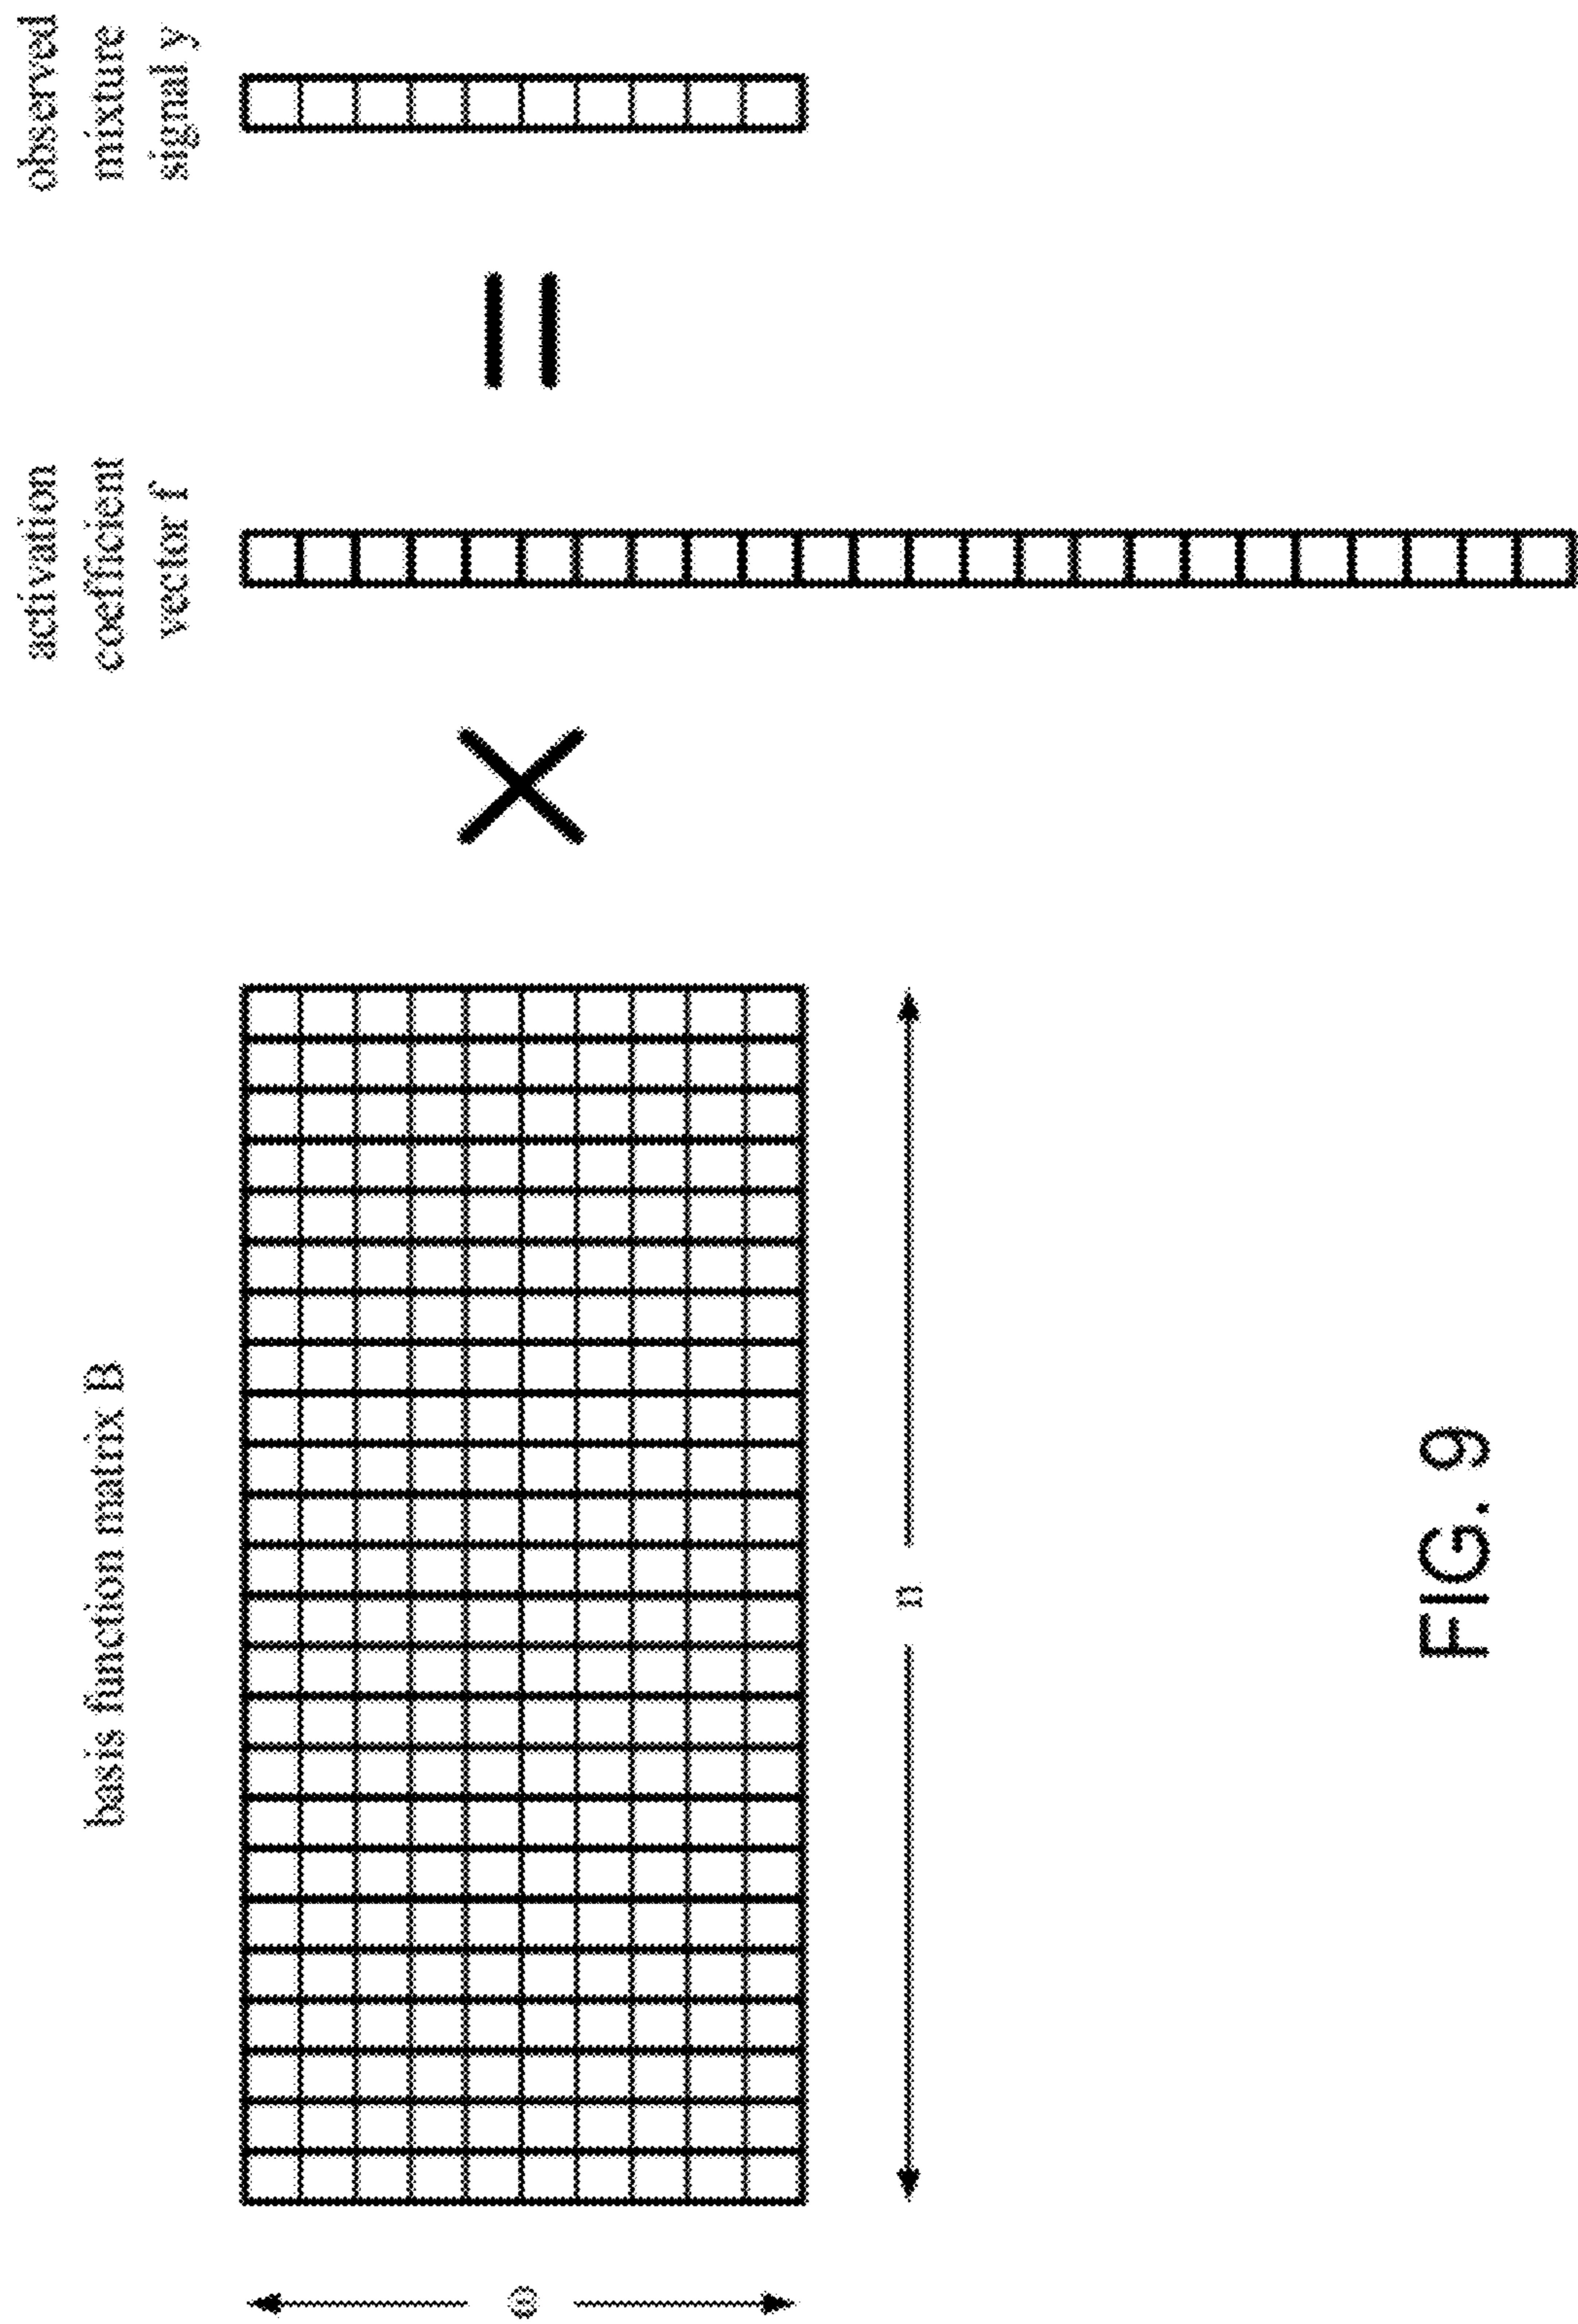 basis function matrix B
activation
coefficient
vector f
observed
mixture
signal y
ω
×
=
n
FIG. 9